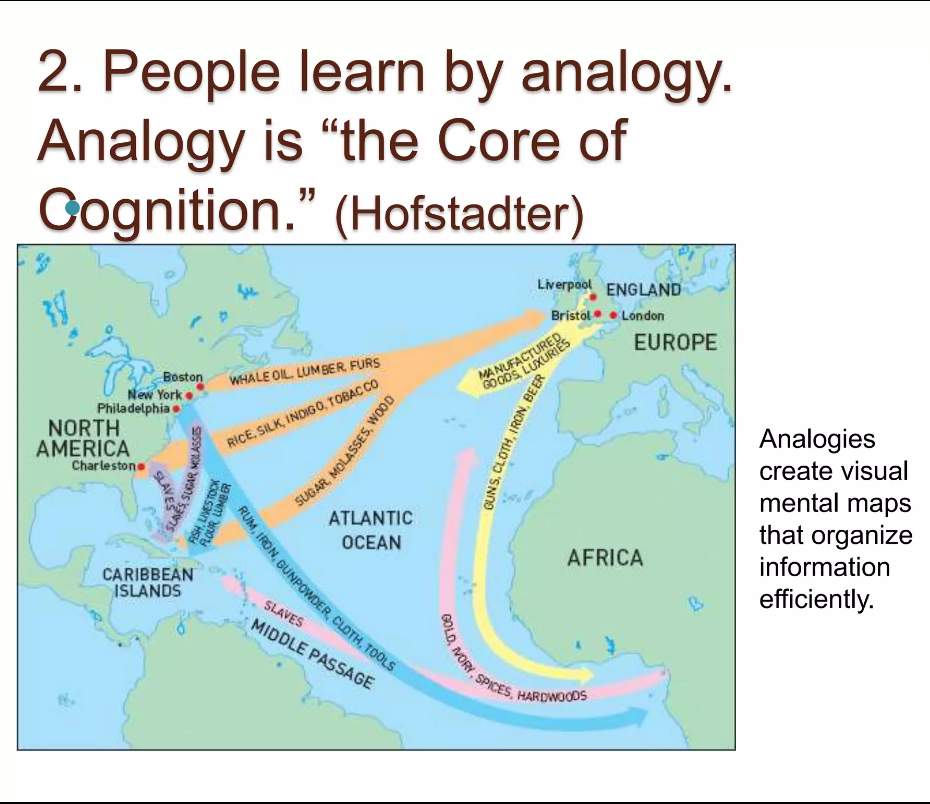 2. People learn by analogy.
Analogy is “the Core of
Cognition.” (Hofstadter)
Liverpool
ENGLAND
Bristol
London
EUROPE
MANUFACTURED
GOODS, LUXURIES
WHALE OIL, LUMBER, FURS
Boston
New York
Philadelphia
RICE, SILK, INDIGO, TOBACCO
GUNS, CLOTH, IRON, BEER
NORTH
AMERICA
Charleston
SUGAR, MOLASSES, WOOD
SLAVES
SLAVES, SUGAR, MOLASSES
FISH, LIVESTOCK
FLOUR, LUMBER
RUM, IRON, GUNPOWDER, CLOTH, TOOLS
ATLANTIC
OCEAN
AFRICA
CARIBBEAN
ISLANDS
SLAVES
MIDDLE PASSAGE
GOLD, IVORY, SPICES, HARDWOODS
Analogies
create visual
mental maps
that organize
information
efficiently.